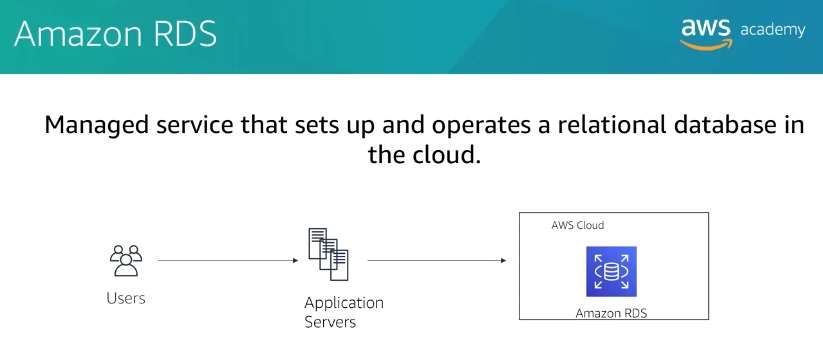 Amazon RDS
aws academy
Managed service that sets up and operates a relational database in
the cloud.
AWS Cloud
Users
Application
Servers
Amazon RDS